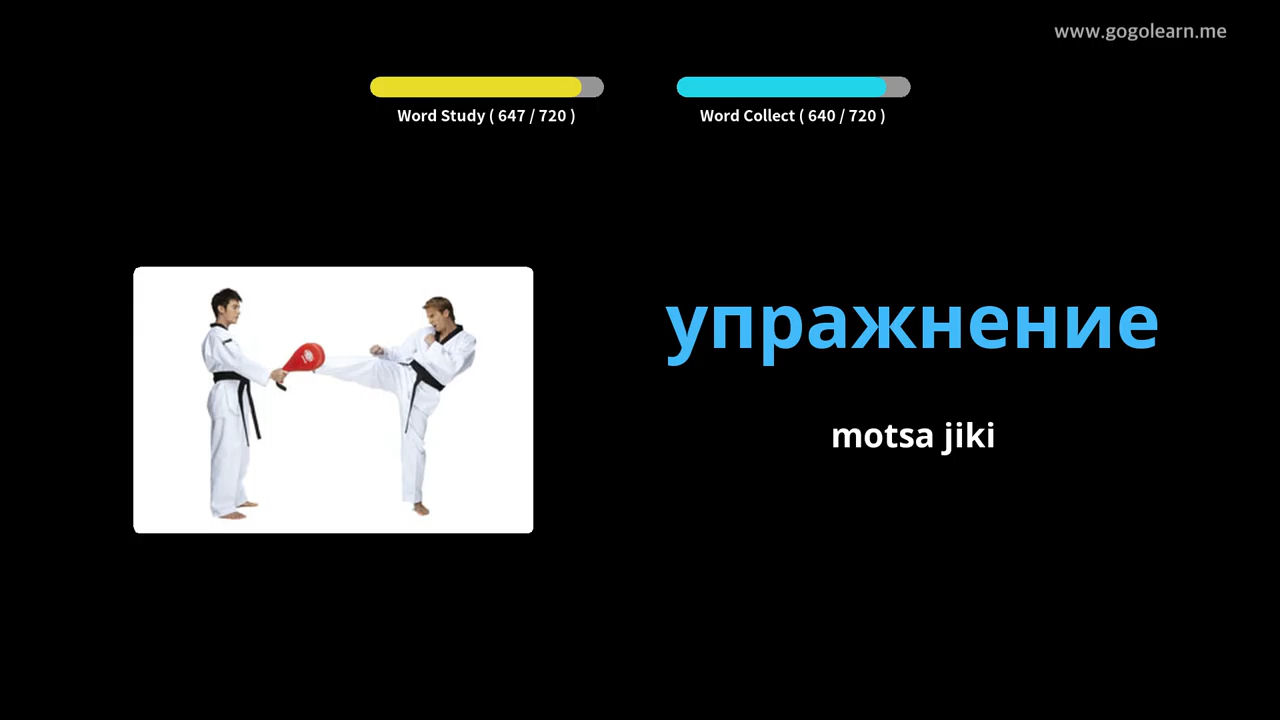 www.gogolearn.me
Word Study ( 647 / 720 )
Word Collect ( 640 / 720 )
упражнение
motsa jiki